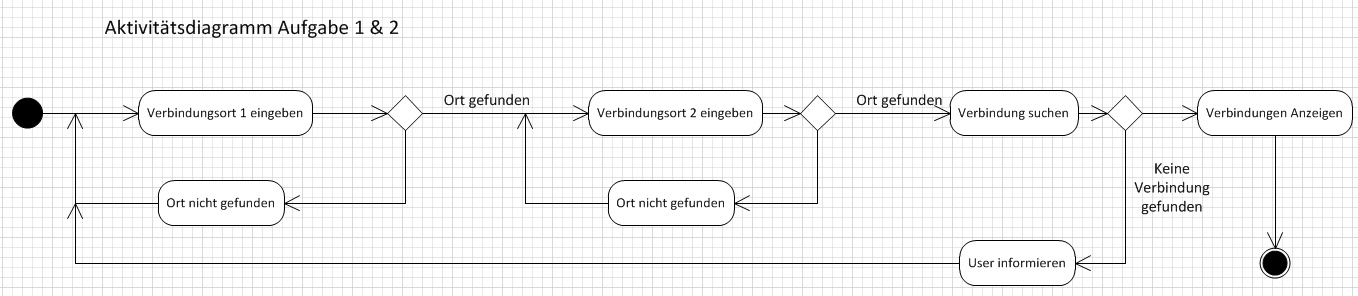 Aktivitätsdiagramm Aufgabe 1 & 2
Verbindungsort 1 eingeben
Ort gefunden
Verbindungsort 2 eingeben
Ort gefunden
Verbindung suchen
Verbindungen Anzeigen
Ort nicht gefunden
Ort nicht gefunden
Keine
Verbindung
gefunden
User informieren